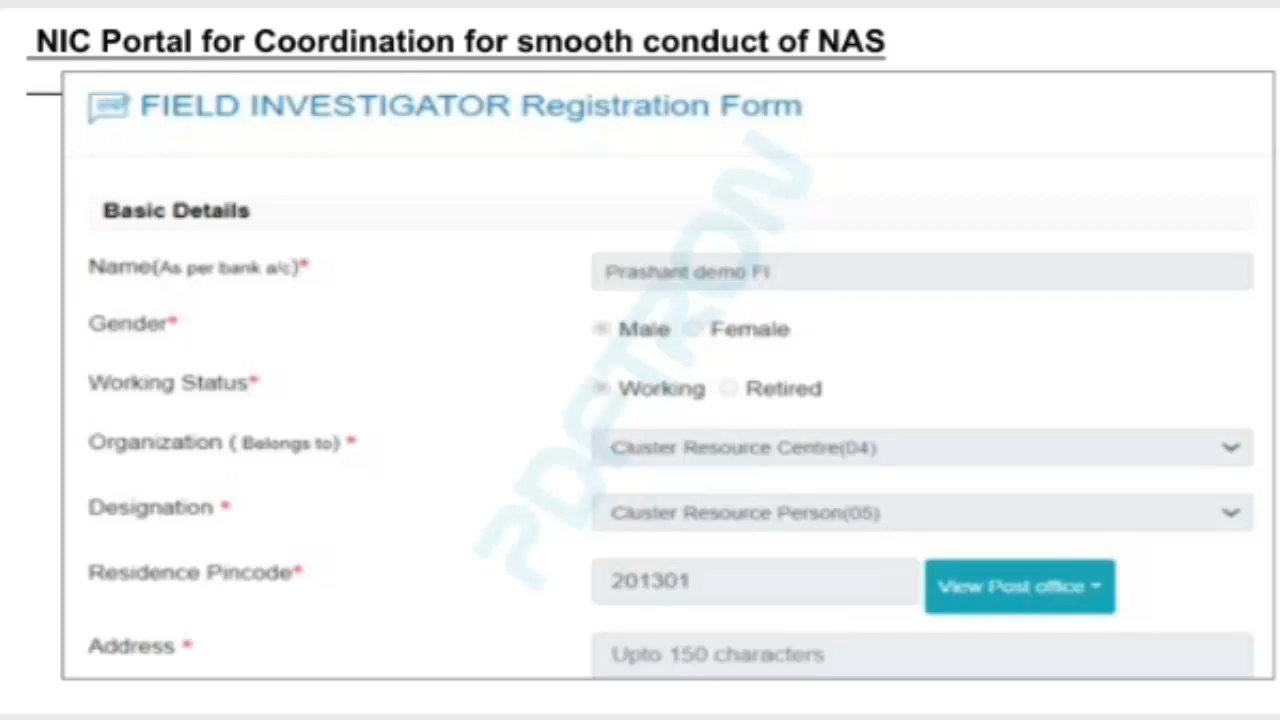 NIC Portal for Coordination for smooth conduct of NAS
FIELD INVESTIGATOR Registration Form
Basic Details
Name(As per bank a/c)* Prashant demo FI
Gender* Male Female
Working Status* Working Retired
Organization ( Belongs to) * Cluster Resource Centre(04)
Designation * Cluster Resource Person(05)
Residence Pincode* 201301 View Post office
Address * Upto 150 characters
PDETRON